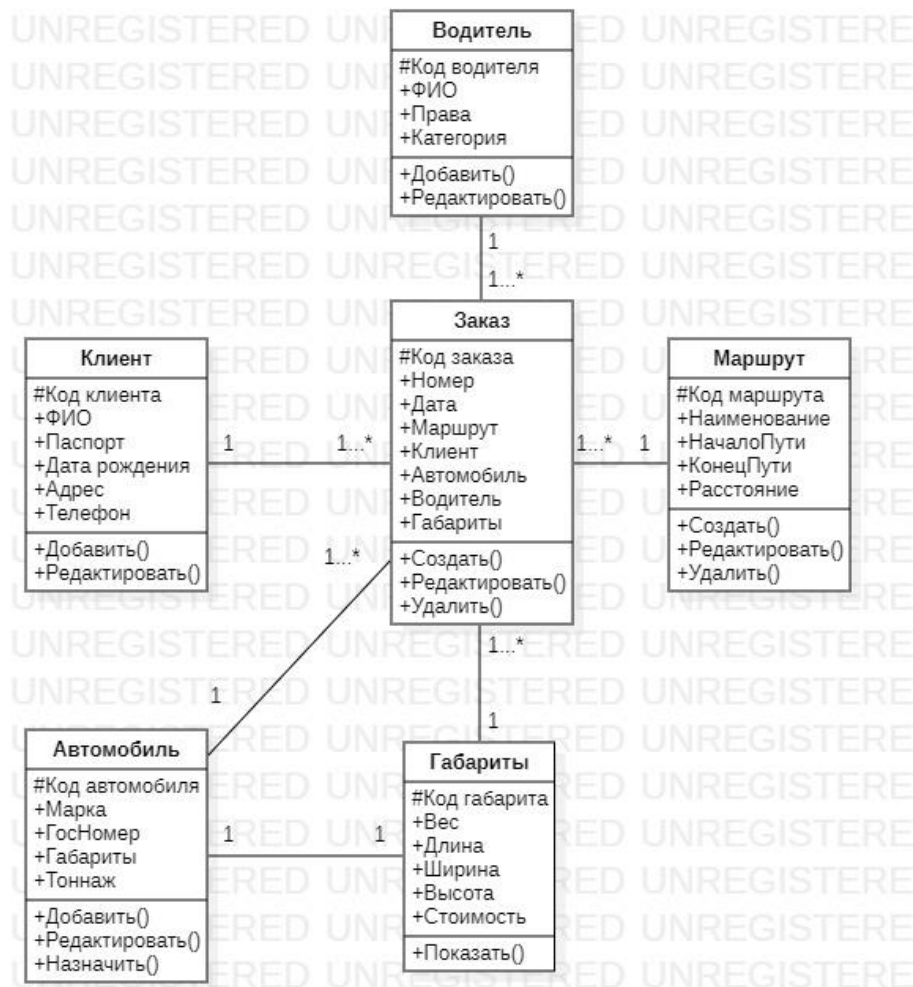 Водитель
#Код водителя
+ФИО
+Права
+Категория
+Добавить()
+Редактировать()
1
1...*
Заказ
#Код заказа
+Номер
+Дата
+Маршрут
+Клиент
+Автомобиль
+Водитель
+Габариты
+Создать()
+Редактировать()
+Удалить()
Клиент
#Код клиента
+ФИО
+Паспорт
+Дата рождения
+Адрес
+Телефон
+Добавить()
+Редактировать()
1
1...*
Маршрут
#Код маршрута
+Наименование
+НачалоПути
+КонецПути
+Расстояние
+Создать()
+Редактировать()
+Удалить()
1...*
1
1...*
1
1...*
1
Автомобиль
#Код автомобиля
+Марка
+ГосНомер
+Габариты
+Тоннаж
+Добавить()
+Редактировать()
+Назначить()
1
1
Габариты
#Код габарита
+Вес
+Длина
+Ширина
+Высота
+Стоимость
+Показать()
UNREGISTERED